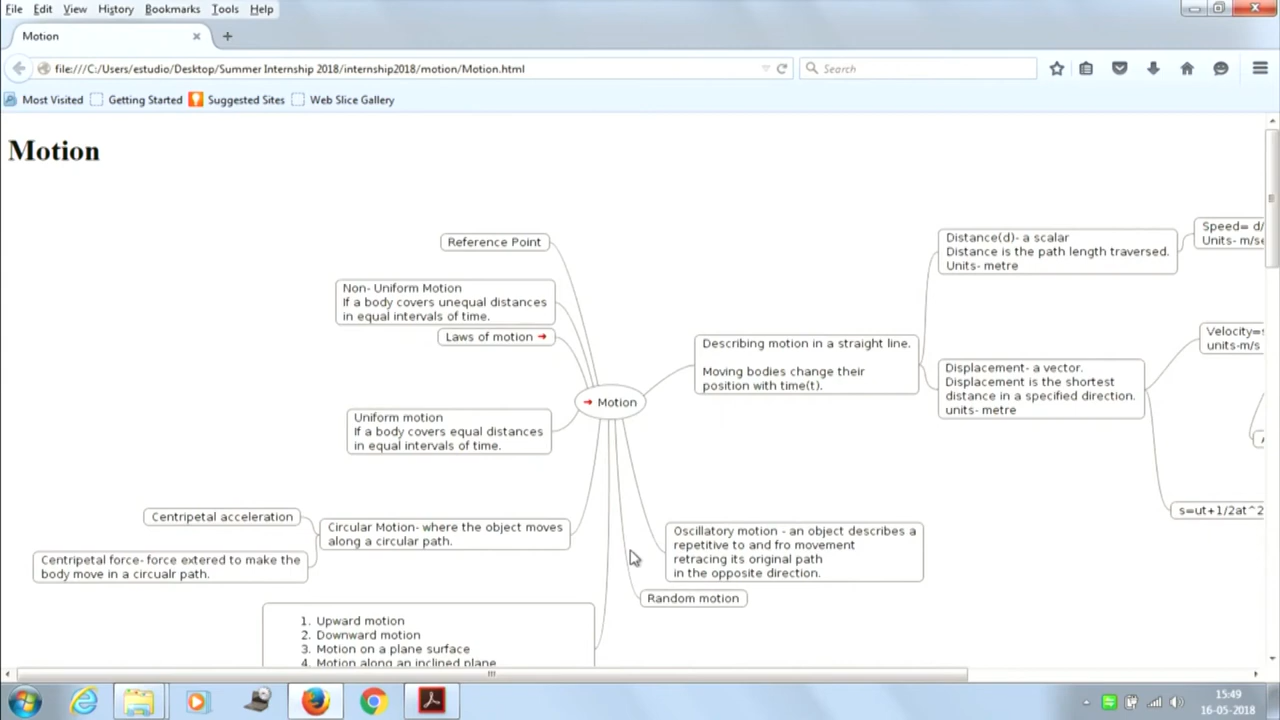 File Edit View History Bookmarks Tools Help
Motion
file:///C:/Users/estudio/Desktop/Summer Internship 2018/internship2018/motion/Motion.html
Search
Most Visited Getting Started Suggested Sites Web Slice Gallery
Motion
Reference Point
Non- Uniform Motion
If a body covers unequal distances
in equal intervals of time.
Laws of motion
Uniform motion
If a body covers equal distances
in equal intervals of time.
Motion
Describing motion in a straight line.
Moving bodies change their
position with time(t).
Distance(d)- a scalar
Distance is the path length traversed.
Units- metre
Speed= d/
Units- m/se
Displacement- a vector.
Displacement is the shortest
distance in a specified direction.
units- metre
Velocity=s
units-m/s
s=ut+1/2at^2
Centripetal acceleration
Centripetal force- force extered to make the
body move in a circualr path.
Circular Motion- where the object moves
along a circular path.
Oscillatory motion - an object describes a
repetitive to and fro movement
retracing its original path
in the opposite direction.
Random motion
1. Upward motion
2. Downward motion
3. Motion on a plane surface
4. Motion along an inclined plane
15:49
16-05-2018